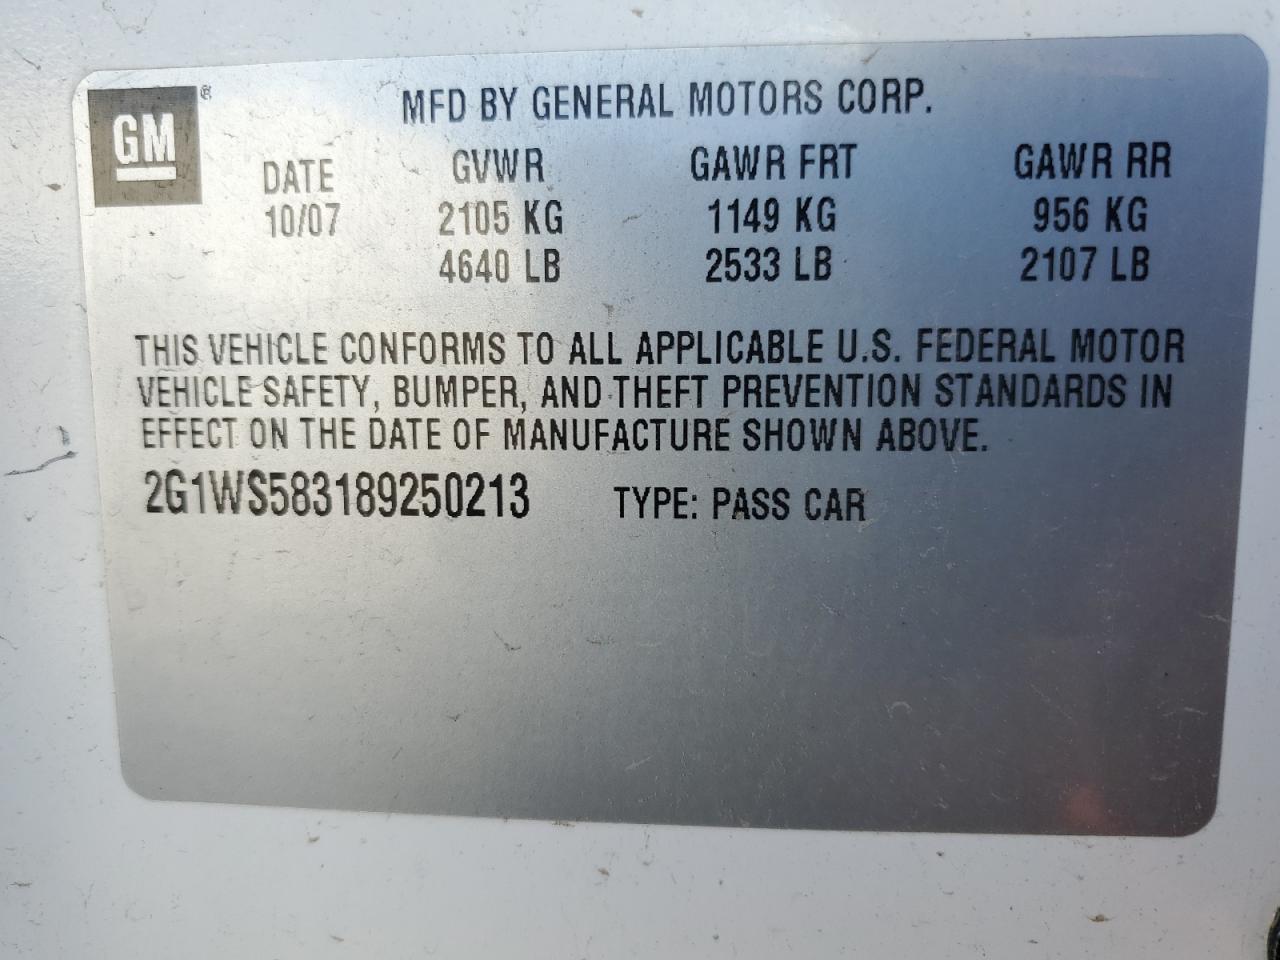 GM
MFD BY GENERAL MOTORS CORP.
DATE GVWR GAWR FRT GAWR RR
10/07 2105 KG 1149 KG 956 KG
4640 LB 2533 LB 2107 LB
THIS VEHICLE CONFORMS TO ALL APPLICABLE U.S. FEDERAL MOTOR
VEHICLE SAFETY, BUMPER, AND THEFT PREVENTION STANDARDS IN
EFFECT ON THE DATE OF MANUFACTURE SHOWN ABOVE.
2G1WS583189250213 TYPE: PASS CAR